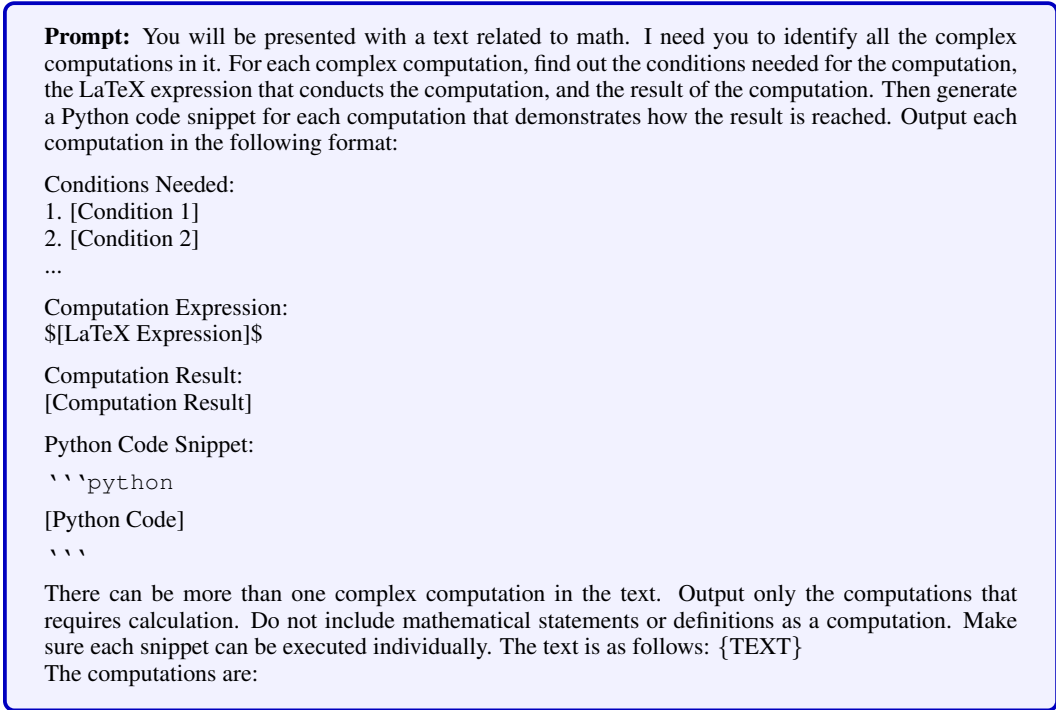 Prompt: You will be presented with a text related to math. I need you to identify all the complex
computations in it. For each complex computation, find out the conditions needed for the computation,
the LaTeX expression that conducts the computation, and the result of the computation. Then generate
a Python code snippet for each computation that demonstrates how the result is reached. Output each
computation in the following format:
Conditions Needed:
1. [Condition 1]
2. [Condition 2]
...
Computation Expression:
$[LaTeX Expression]$
Computation Result:
[Computation Result]
Python Code Snippet:
‵‵‵python
[Python Code]
‵‵‵
There can be more than one complex computation in the text. Output only the computations that
requires calculation. Do not include mathematical statements or definitions as a computation. Make
sure each snippet can be executed individually. The text is as follows: {TEXT}
The computations are: